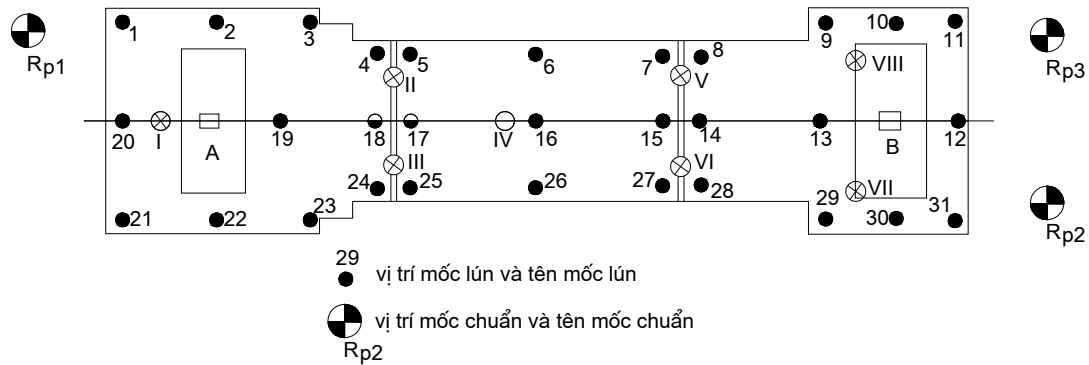 1 2 3 9 10 11
Rp1 4 5 6 7 8 Rp3
II V VIII
20 I A 19 18 17 IV 16 15 14 13 B 12
III VI VII
24 25 26 27 28 29 30 31
21 22 23 Rp2
29
vị trí mốc lún và tên mốc lún
vị trí mốc chuẩn và tên mốc chuẩn
Rp2